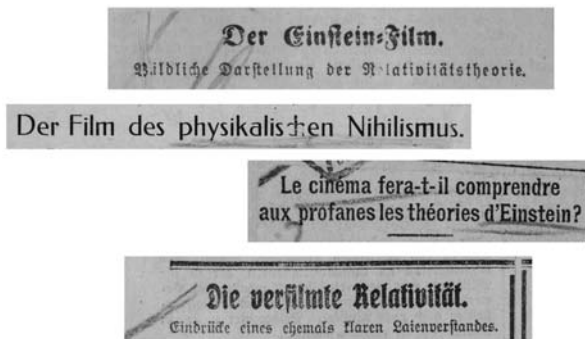 Der Einstein-Film.
Bildliche Darstellung der Relativitätstheorie.
Der Film des physikalischen Nihilismus.
Le cinéma fera-t-il comprendre
aux profanes les théories d'Einstein?
Die verfilmte Relativität.
Eindrücke eines ehemals klaren Laienverstandes.